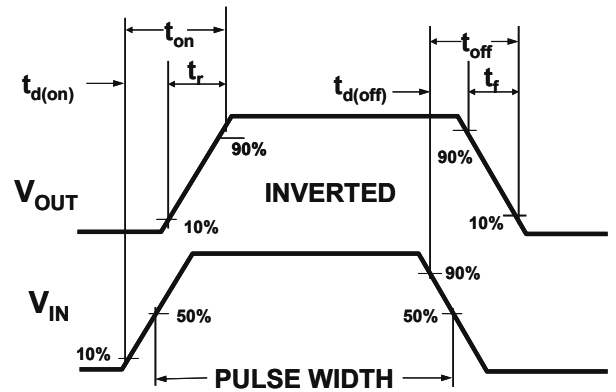 t_on
t_off
t_d(on)
t_r
t_d(off)
t_f
90%
90%
V_OUT
INVERTED
10%
10%
90%
V_IN
50%
50%
10%
PULSE WIDTH